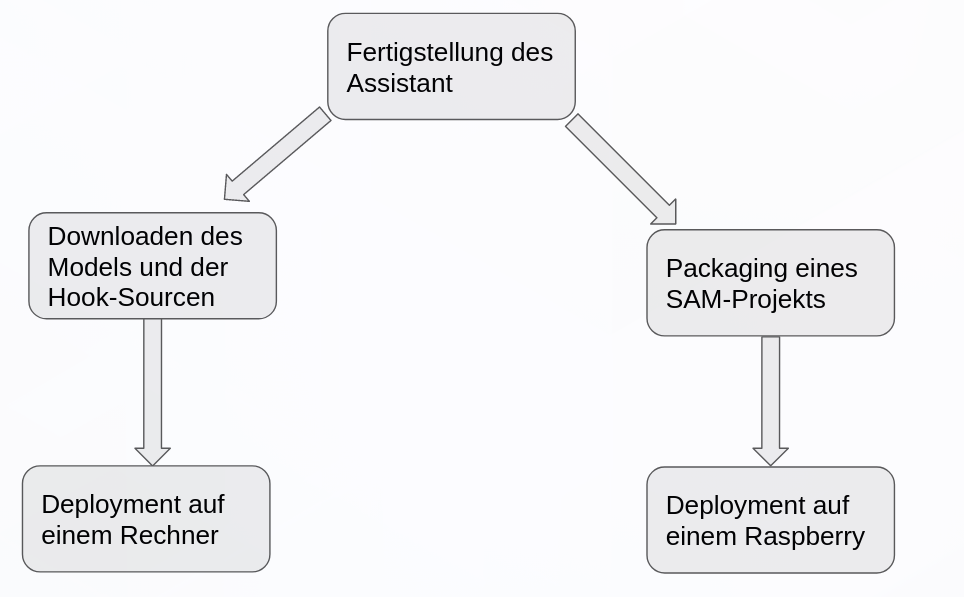 Fertigstellung des
Assistant
Downloaden des
Models und der
Hook-Sourcen
Packaging eines
SAM-Projekts
Deployment auf
einem Rechner
Deployment auf
einem Raspberry